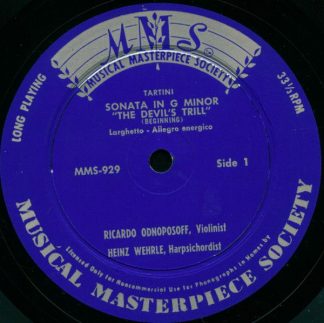 MMS
MUSICAL MASTERPIECE SOCIETY
LONG PLAYING
33⅓ RPM
TARTINI
SONATA IN G MINOR
"THE DEVIL'S TRILL"
(BEGINNING)
Larghetto - Allegro energico
MMS-929
Side 1
RICARDO ODNOPOSOFF, Violinist
HEINZ WEHRLE, Harpsichordist
Licensed Only for Noncommercial Use for Phonographs in Homes by
MUSICAL MASTERPIECE SOCIETY